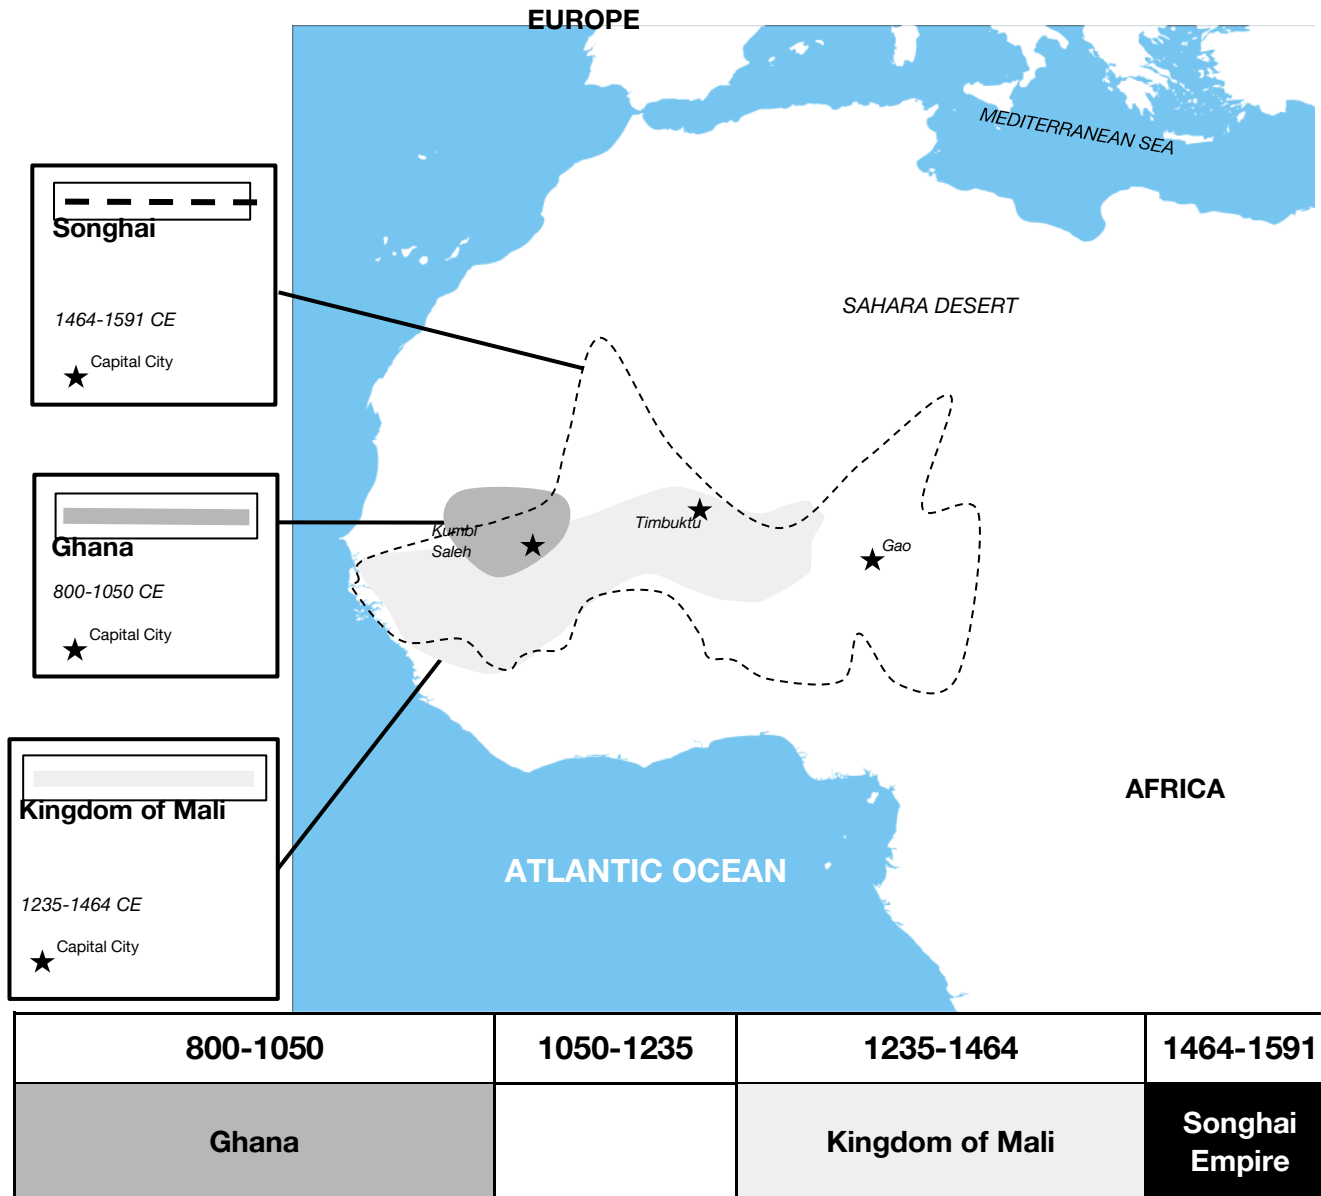 EUROPE
MEDITERRANEAN SEA
Songhai
1464-1591 CE
Capital City
SAHARA DESERT
Ghana
800-1050 CE
Capital City
Kumbi
Saleh
Timbuktu
Gao
Kingdom of Mali
1235-1464 CE
Capital City
AFRICA
ATLANTIC OCEAN
800-1050
1050-1235
1235-1464
1464-1591
Ghana
Kingdom of Mali
Songhai
Empire